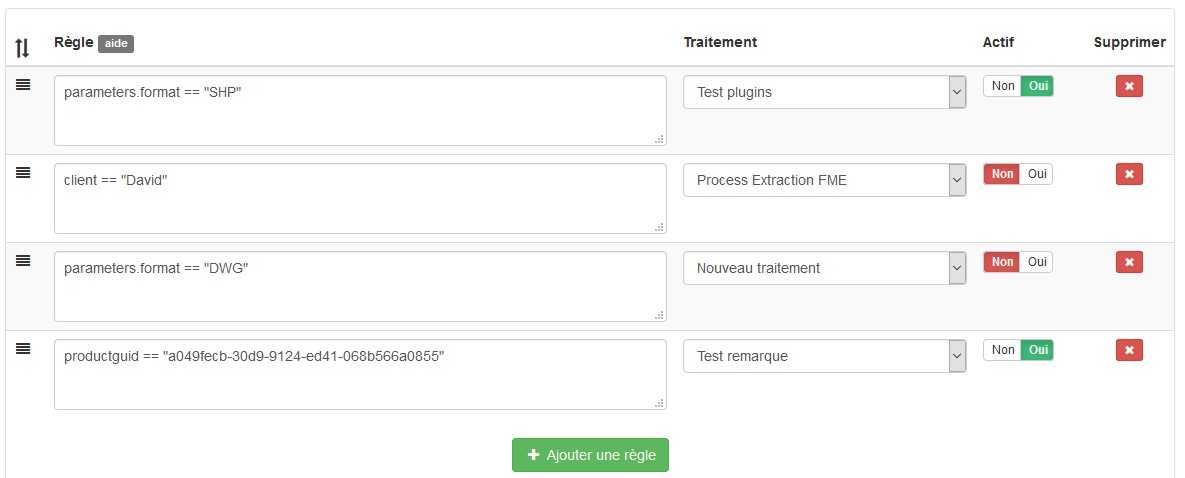 Règle aide Traitement Actif Supprimer
parameters.format == "SHP" Test plugins Non Oui
client == "David" Process Extraction FME Non Oui
parameters.format == "DWG" Nouveau traitement Non Oui
productguid == "a049fecb-30d9-9124-ed41-068b566a0855" Test remarque Non Oui
Ajouter une règle